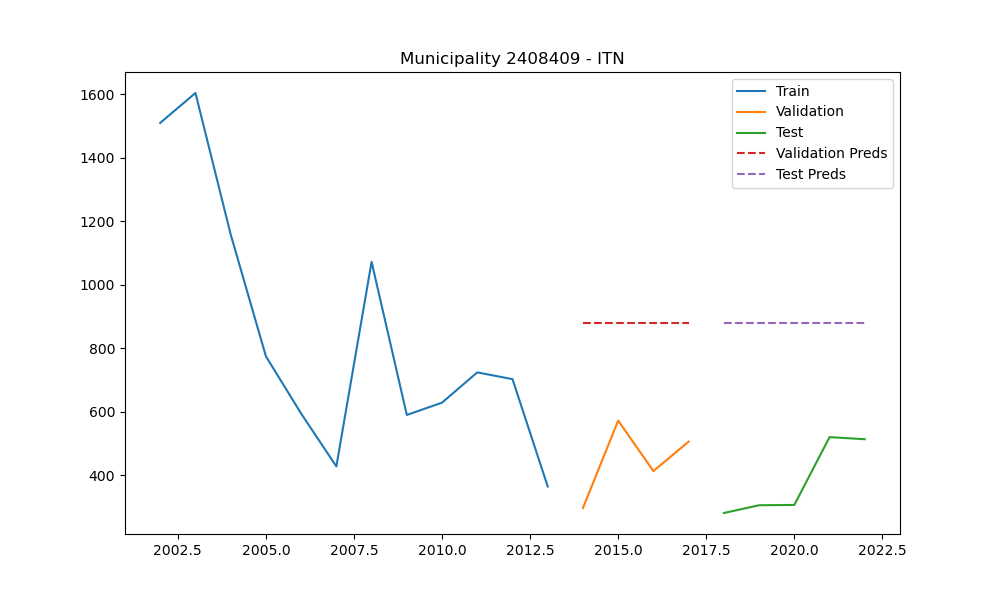 Municipality 2408409 - ITN
1600
1400
1200
1000
800
600
400
Train
Validation
Test
Validation Preds
Test Preds
2002.5 2005.0 2007.5 2010.0 2012.5 2015.0 2017.5 2020.0 2022.5